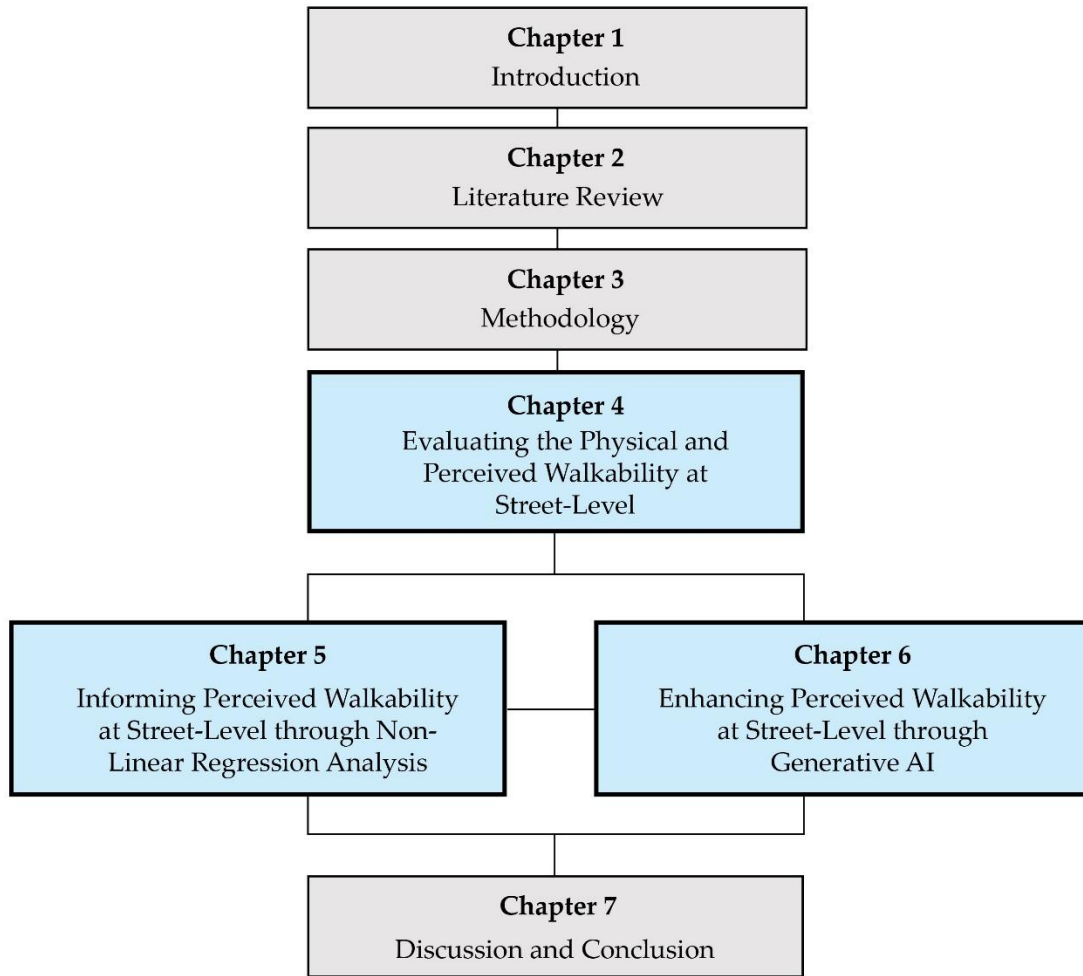 Chapter 1
Introduction
Chapter 2
Literature Review
Chapter 3
Methodology
Chapter 4
Evaluating the Physical and
Perceived Walkability at
Street-Level
Chapter 5
Informing Perceived Walkability
at Street-Level through Non-
Linear Regression Analysis
Chapter 6
Enhancing Perceived Walkability
at Street-Level through
Generative AI
Chapter 7
Discussion and Conclusion